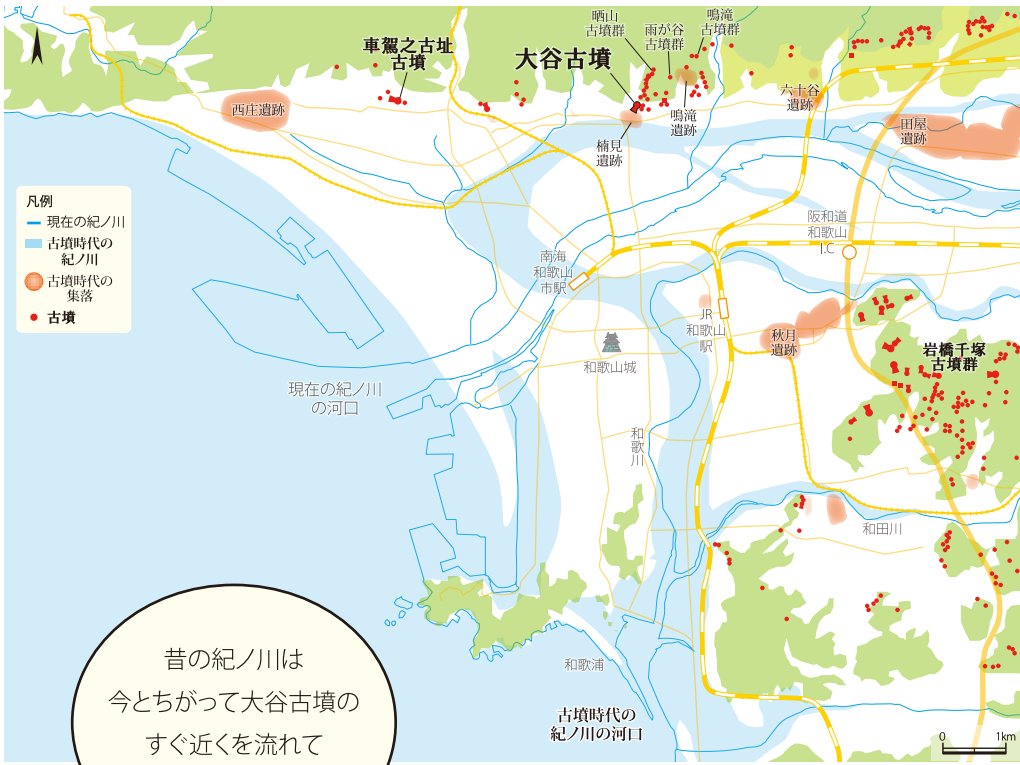 晒山
古墳群
雨が谷
古墳群
鳴滝
古墳群
車駕之古址
古墳
大谷古墳
西庄遺跡
楠見
遺跡
鳴滝
遺跡
六十谷
遺跡
田屋
遺跡
凡例
現在の紀ノ川
古墳時代の
紀ノ川
古墳時代の
集落
古墳
阪和道
和歌山
I.C
南海
和歌山
市駅
JR
和歌山
駅
秋月
遺跡
岩橋千塚
古墳群
和歌山城
現在の紀ノ川
の河口
和歌川
和田川
和歌浦
古墳時代の
紀ノ川の河口
0 1km
昔の紀ノ川は
今とちがって大谷古墳の
すぐ近くを流れて